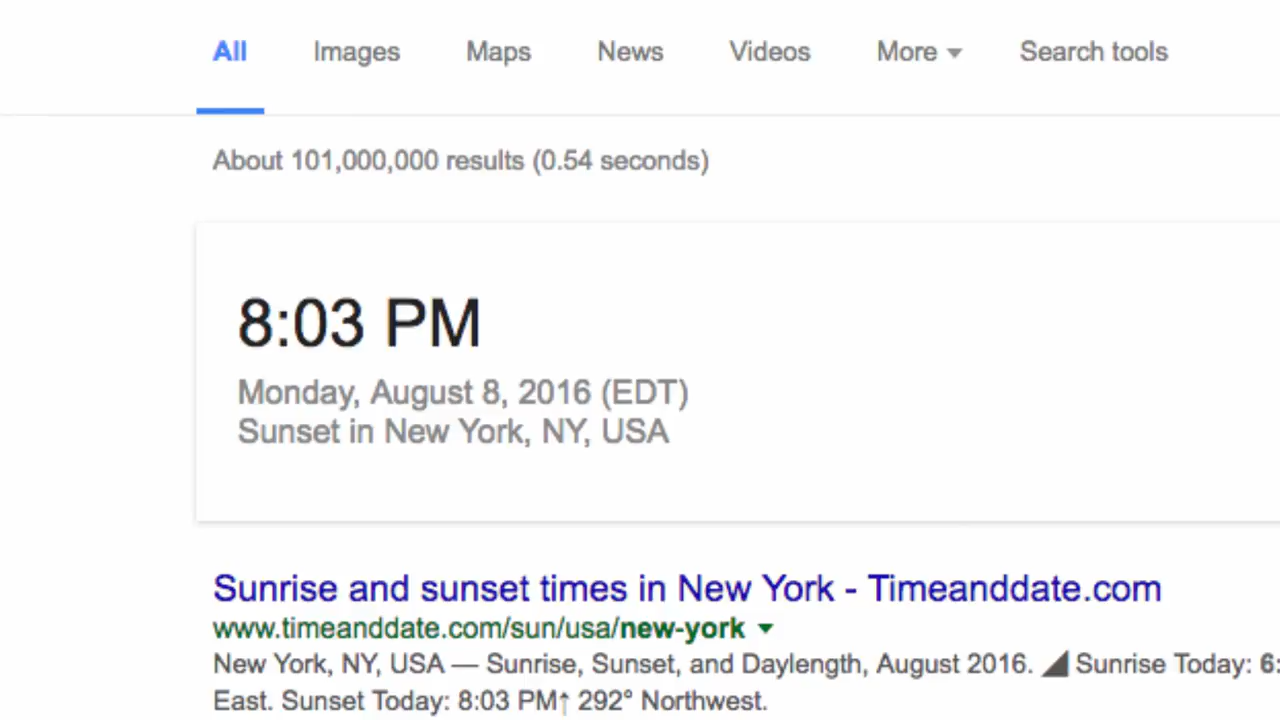 All Images Maps News Videos More Search tools
About 101,000,000 results (0.54 seconds)
8:03 PM
Monday, August 8, 2016 (EDT)
Sunset in New York, NY, USA
Sunrise and sunset times in New York - Timeanddate.com
www.timeanddate.com/sun/usa/new-york
New York, NY, USA — Sunrise, Sunset, and Daylength, August 2016. ◢ Sunrise Today: 6:
East. Sunset Today: 8:03 PM↑ 292° Northwest.